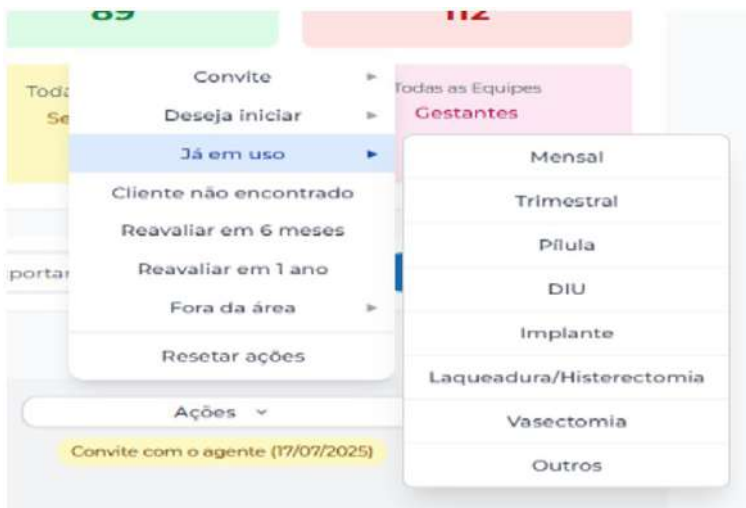 89
112
Todas as Equipes
Gestantes
Convite
Deseja iniciar
Já em uso
Cliente não encontrado
Reavaliar em 6 meses
Reavaliar em 1 ano
Fora da área
Resetar ações
Mensal
Trimestral
Pílula
DIU
Implante
Laqueadura/Histerectomia
Vasectomia
Outros
Ações
Convite com o agente (17/07/2025)